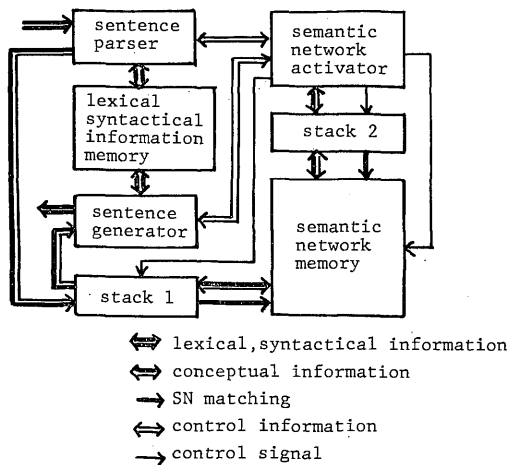 sentence
parser
semantic
network
activator
lexical
syntactical
information
memory
stack 2
sentence
generator
semantic
network
memory
stack 1
lexical,syntactical information
conceptual information
SN matching
control information
control signal